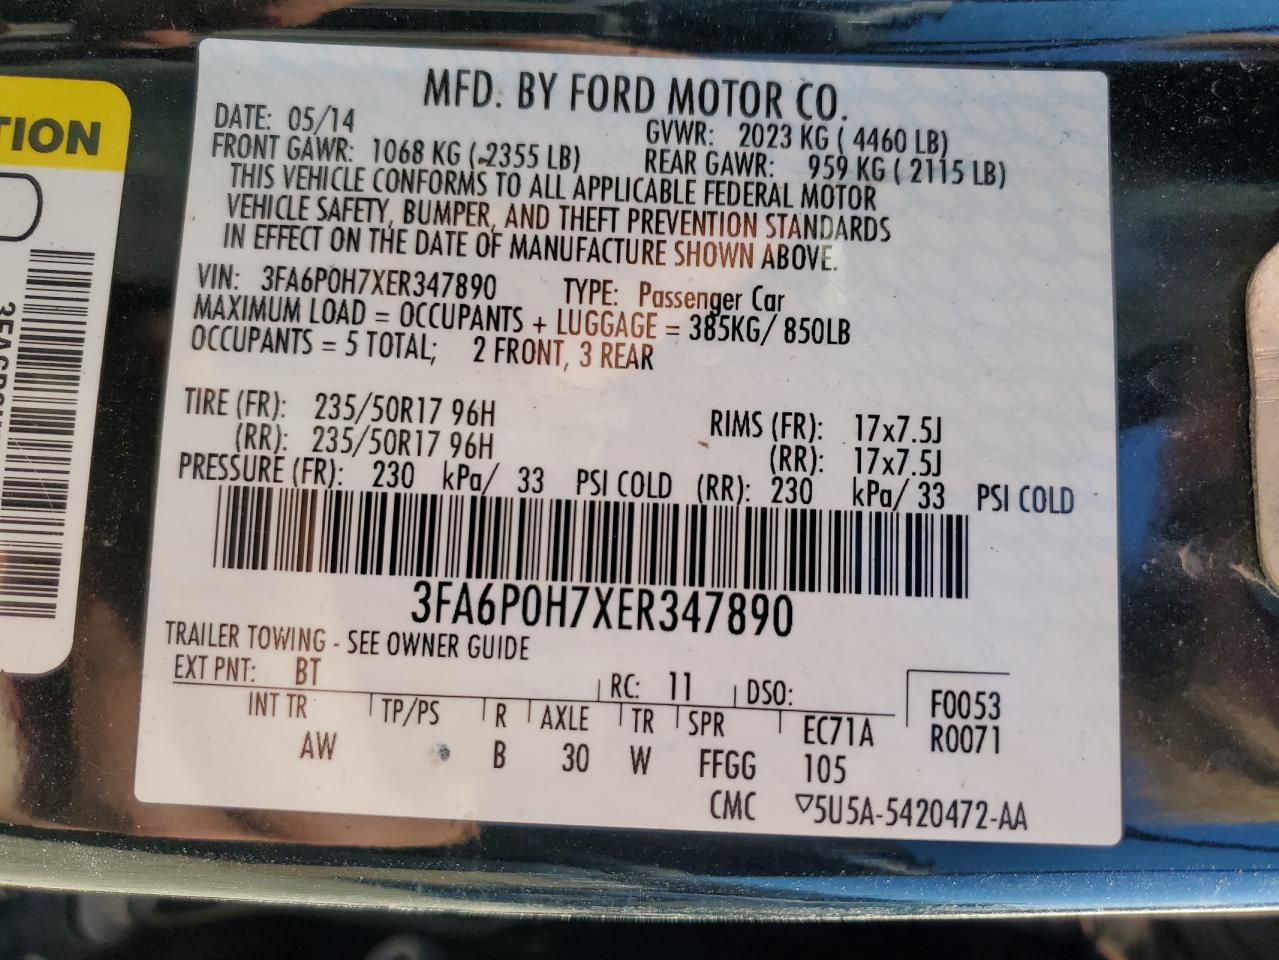 TION
MFD. BY FORD MOTOR CO.
DATE: 05/14 GVWR: 2023 KG ( 4460 LB)
FRONT GAWR: 1068 KG ( 2355 LB) REAR GAWR: 959 KG ( 2115 LB)
THIS VEHICLE CONFORMS TO ALL APPLICABLE FEDERAL MOTOR
VEHICLE SAFETY, BUMPER, AND THEFT PREVENTION STANDARDS
IN EFFECT ON THE DATE OF MANUFACTURE SHOWN ABOVE.
VIN: 3FA6P0H7XER347890 TYPE: Passenger Car
MAXIMUM LOAD = OCCUPANTS + LUGGAGE = 385KG/ 850LB
OCCUPANTS = 5 TOTAL; 2 FRONT, 3 REAR
TIRE (FR): 235/50R17 96H RIMS (FR): 17x7.5J
(RR): 235/50R17 96H (RR): 17x7.5J
PRESSURE (FR): 230 kPa/ 33 PSI COLD (RR): 230 kPa/ 33 PSI COLD
3FA6P0H7XER347890
TRAILER TOWING - SEE OWNER GUIDE
EXT PNT: BT RC: 11 DSO: F0053
INT TR TP/PS R AXLE TR SPR EC71A R0071
AW B 30 W FFGG 105
CMC ▽5U5A-5420472-AA